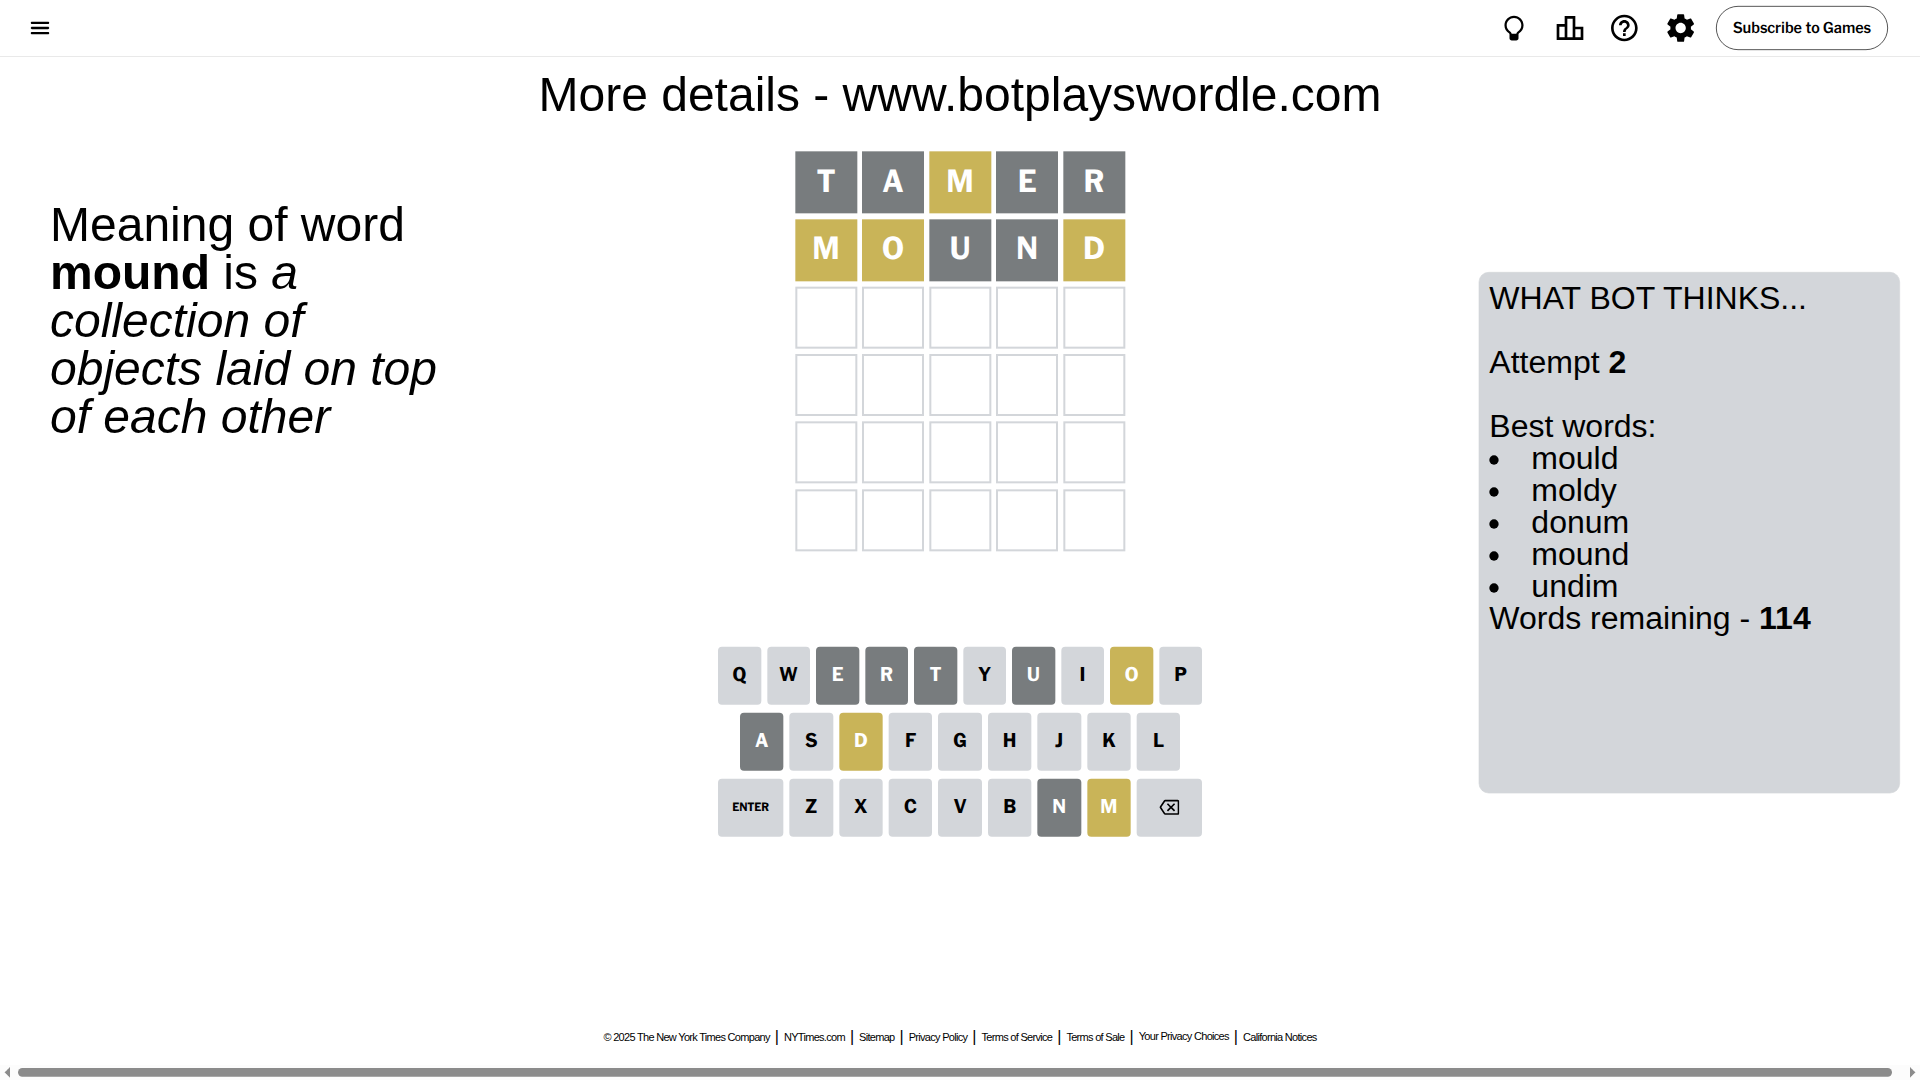 Subscribe to Games
More details - www.botplayswordle.com
Meaning of word
mound is a
collection of
objects laid on top
of each other
T A M E R
M O U N D
WHAT BOT THINKS...
Attempt 2
Best words:
• mould
• moldy
• donum
• mound
• undim
Words remaining - 114
Q W E R T Y U I O P
A S D F G H J K L
ENTER Z X C V B N M
© 2025 The New York Times Company | NYTimes.com | Sitemap | Privacy Policy | Terms of Service | Terms of Sale | Your Privacy Choices | California Notices